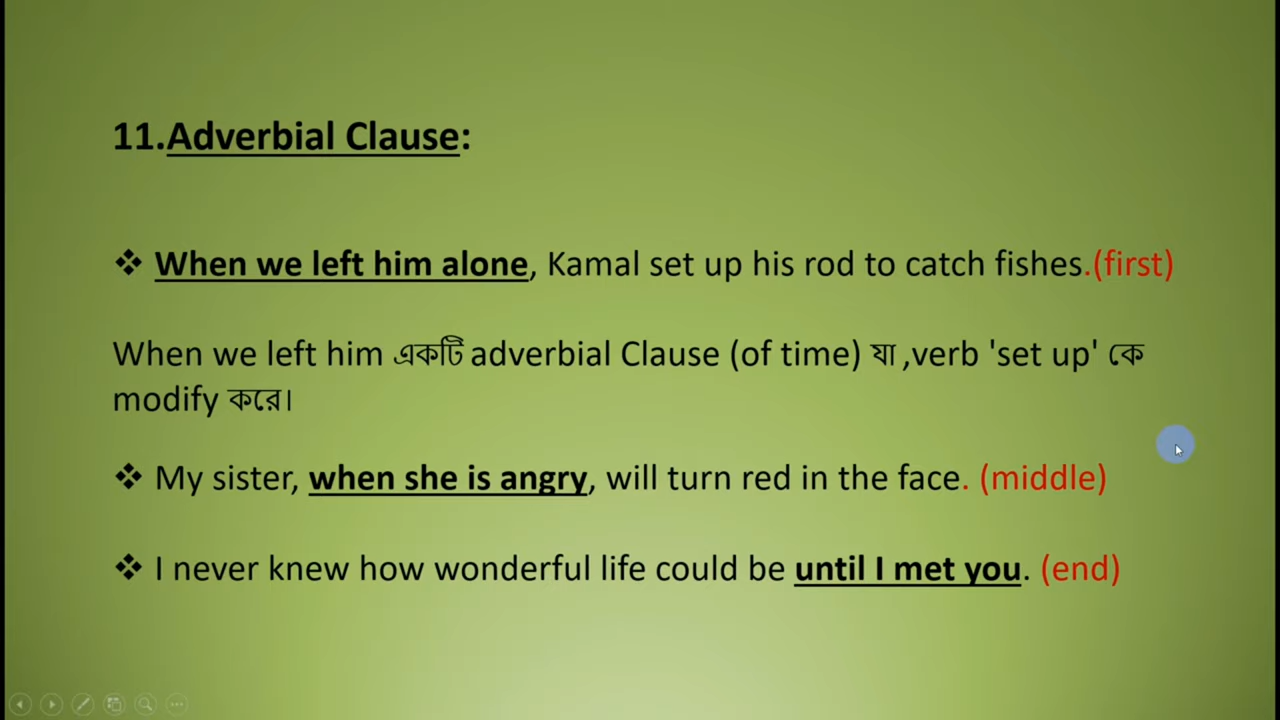 11.Adverbial Clause:
❖ When we left him alone, Kamal set up his rod to catch fishes.(first)
When we left him একটি adverbial Clause (of time) যা ,verb 'set up' কে
modify করে।
❖ My sister, when she is angry, will turn red in the face. (middle)
❖ I never knew how wonderful life could be until I met you. (end)